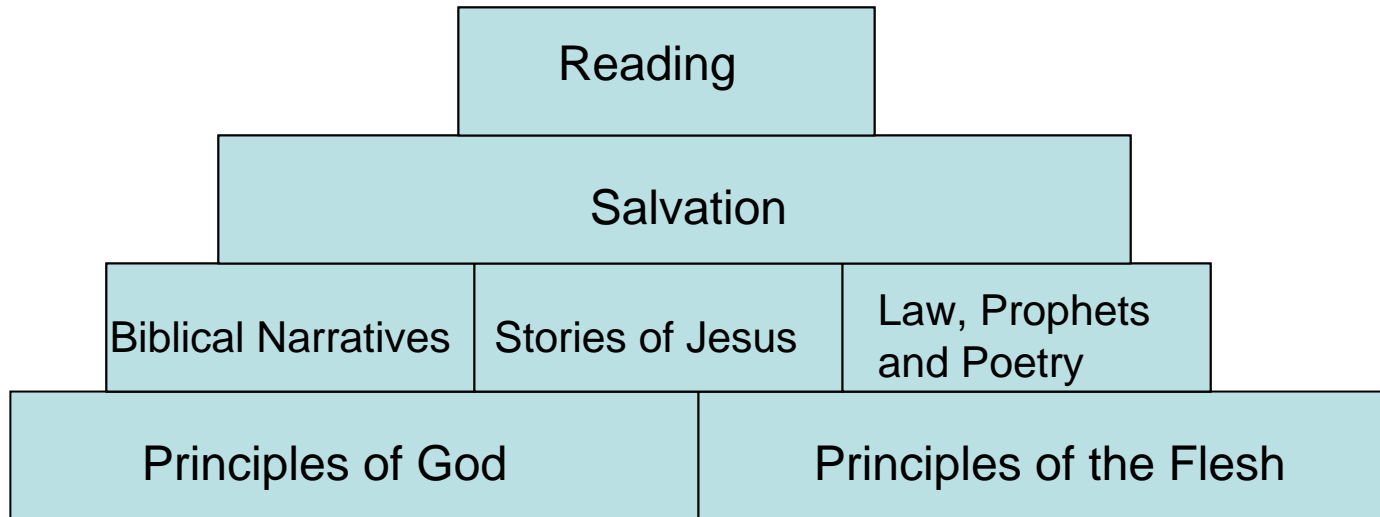 Reading
Salvation
Biblical Narratives
Stories of Jesus
Law, Prophets
and Poetry
Principles of God
Principles of the Flesh